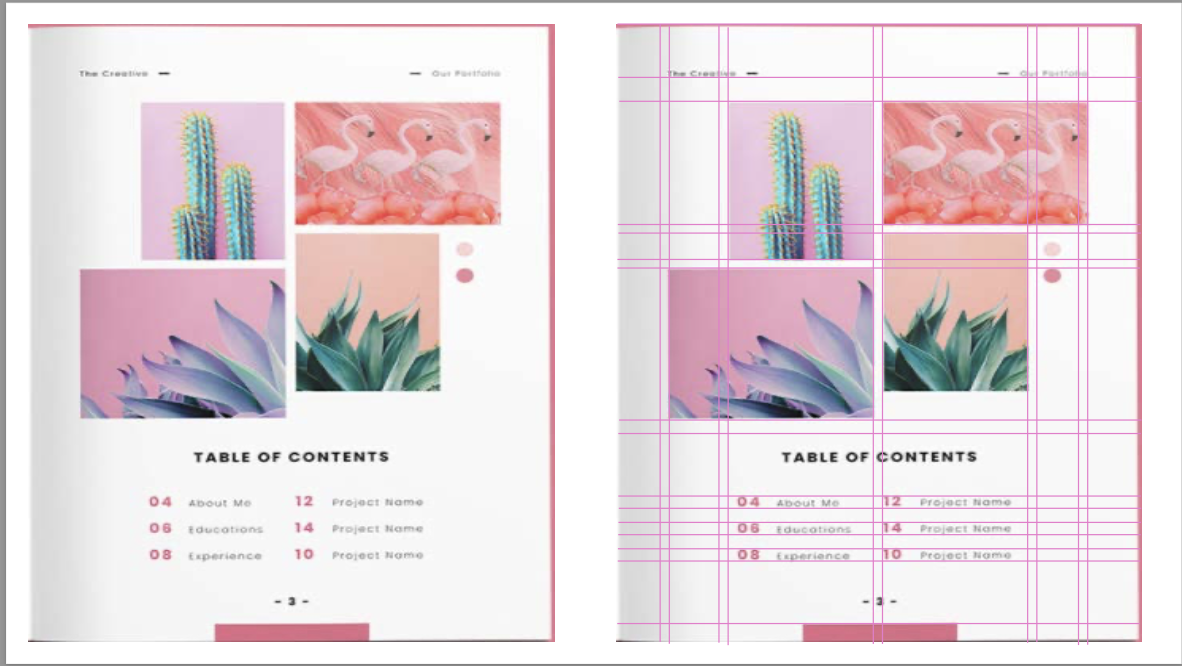 The Creative — — Our Portfolio
TABLE OF CONTENTS
04 About Me 12 Project Name
06 Educations 14 Project Name
08 Experience 10 Project Name
- 3 -
The Creative — — Our Portfolio
TABLE OF CONTENTS
04 About Me 12 Project Name
06 Educations 14 Project Name
08 Experience 10 Project Name
- 3 -